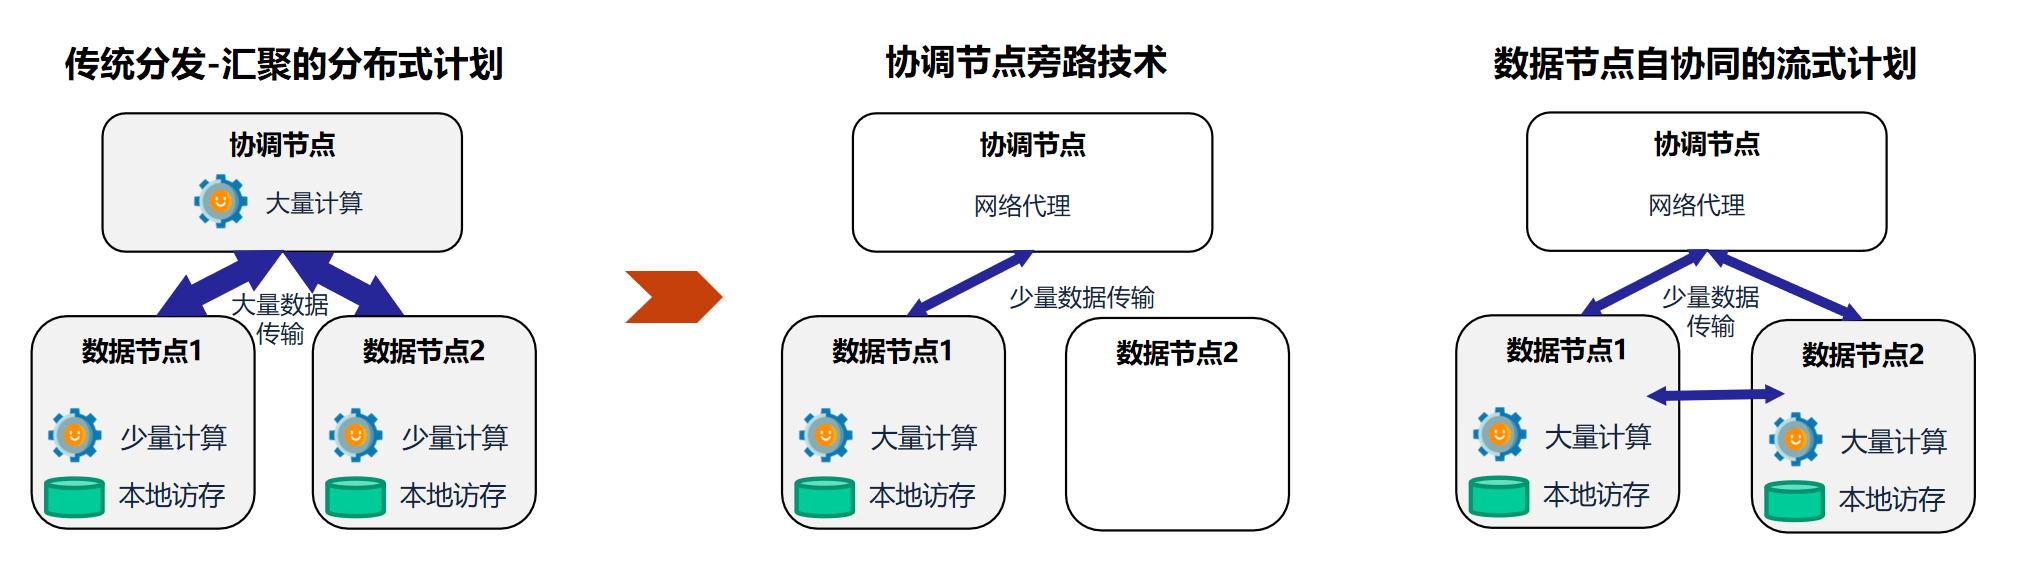 传统分发-汇聚的分布式计划
协调节点
大量计算
大量数据
传输
数据节点1
少量计算
本地访存
数据节点2
少量计算
本地访存
协调节点旁路技术
协调节点
网络代理
少量数据传输
数据节点1
大量计算
本地访存
数据节点2
数据节点自协同的流式计划
协调节点
网络代理
少量数据
传输
数据节点1
大量计算
本地访存
数据节点2
大量计算
本地访存